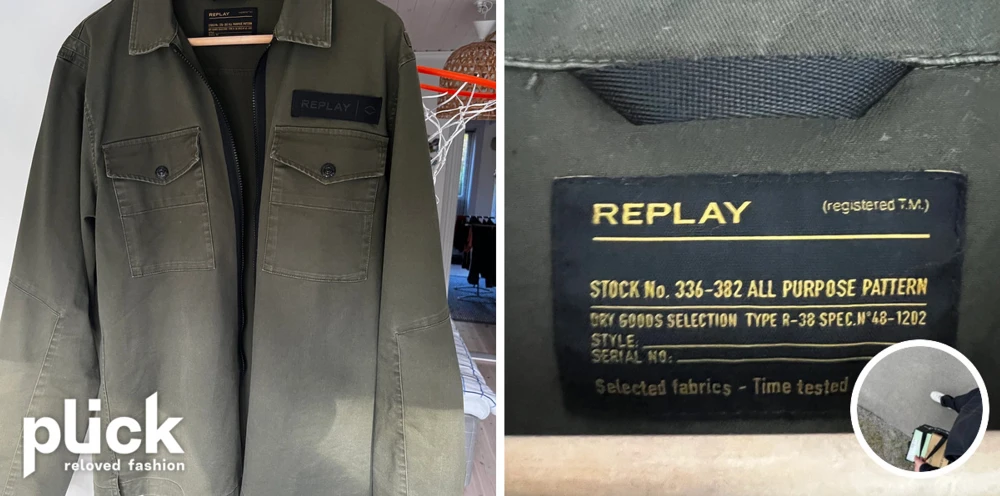 REPLAY
REPLAY
plick
reloved fashion
REPLAY (registered T.M.)
STOCK No. 336-382 ALL PURPOSE PATTERN
DRY GOODS SELECTION TYPE R-38 SPEC.N°48-1202
STYLE:
SERIAL NO:
Selected fabrics - Time tested